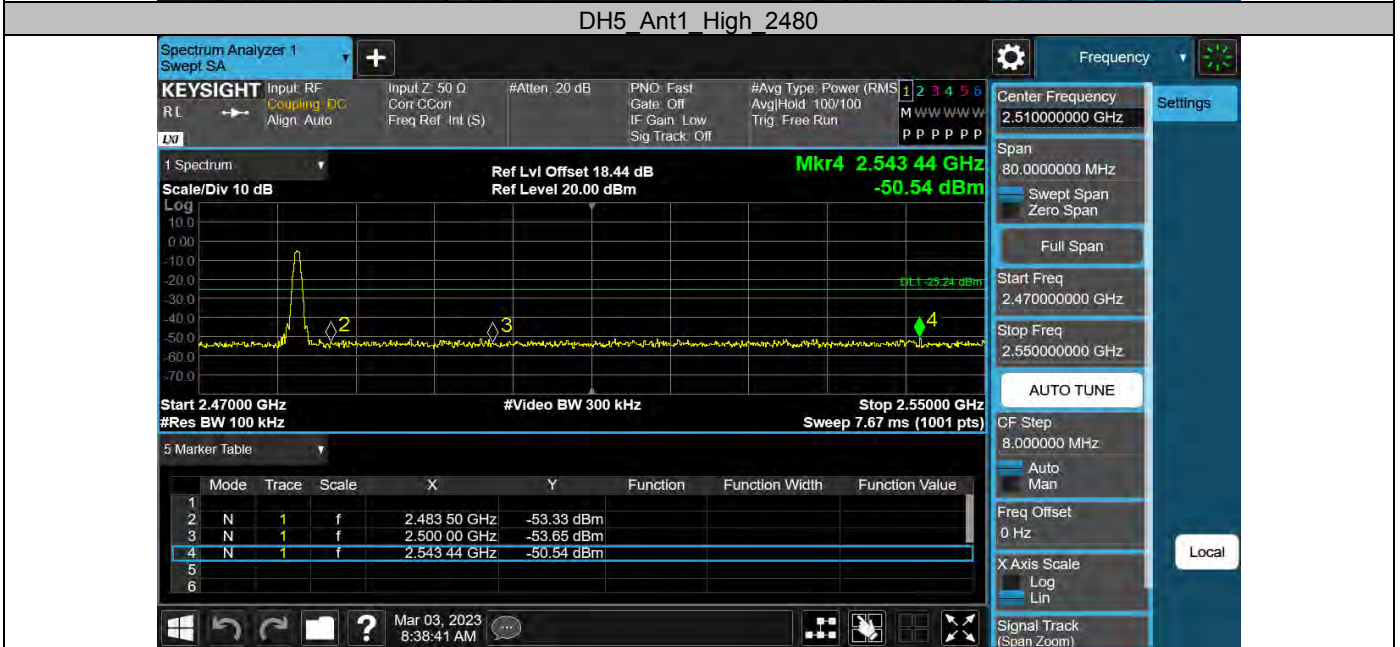 DH5_Ant1_High_2480
Spectrum Analyzer 1
Swept SA
+
Frequency
KEYSIGHT
RL
LXI
Input: RF
Coupling: DC
Align: Auto
Input Z: 50 Ω
Corr CCorr
Freq Ref: Int (S)
#Atten: 20 dB
PNO: Fast
Gate: Off
IF Gain: Low
Sig Track: Off
#Avg Type: Power (RMS
Avg|Hold: 100/100
Trig: Free Run
1 2 3 4 5 6
M W W W W W
P P P P P P
Center Frequency
2.510000000 GHz
Settings
Span
80.0000000 MHz
Swept Span
Zero Span
Full Span
Start Freq
2.470000000 GHz
Stop Freq
2.550000000 GHz
AUTO TUNE
CF Step
8.000000 MHz
Auto
Man
Freq Offset
0 Hz
X Axis Scale
Log
Lin
Signal Track
(Span Zoom)
Local
1 Spectrum
Scale/Div 10 dB
Ref Lvl Offset 18.44 dB
Ref Level 20.00 dBm
Mkr4 2.543 44 GHz
-50.54 dBm
Log
10.0
0.00
-10.0
-20.0
-30.0
-40.0
-50.0
-60.0
-70.0
DL1 -25.24 dBm
2
3
4
Start 2.47000 GHz
#Res BW 100 kHz
#Video BW 300 kHz
Stop 2.55000 GHz
Sweep 7.67 ms (1001 pts)
5 Marker Table
Mode Trace Scale X Y Function Function Width Function Value
1
2 N 1 f 2.483 50 GHz -53.33 dBm
3 N 1 f 2.500 00 GHz -53.65 dBm
4 N 1 f 2.543 44 GHz -50.54 dBm
5
6
?
Mar 03, 2023
8:38:41 AM